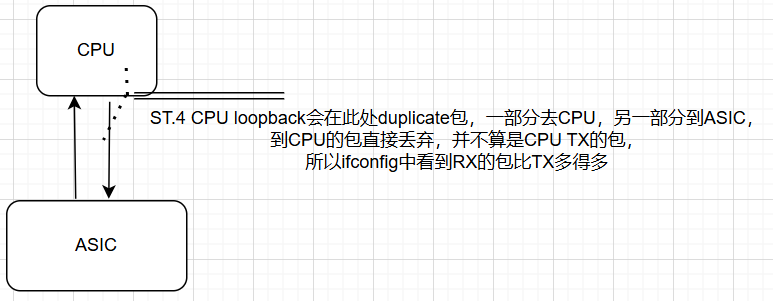 CPU
ST.4 CPU loopback会在此处duplicate包，一部分去CPU，另一部分到ASIC，
到CPU的包直接丢弃，并不算是CPU TX的包，
所以ifconfig中看到RX的包比TX多得多
ASIC